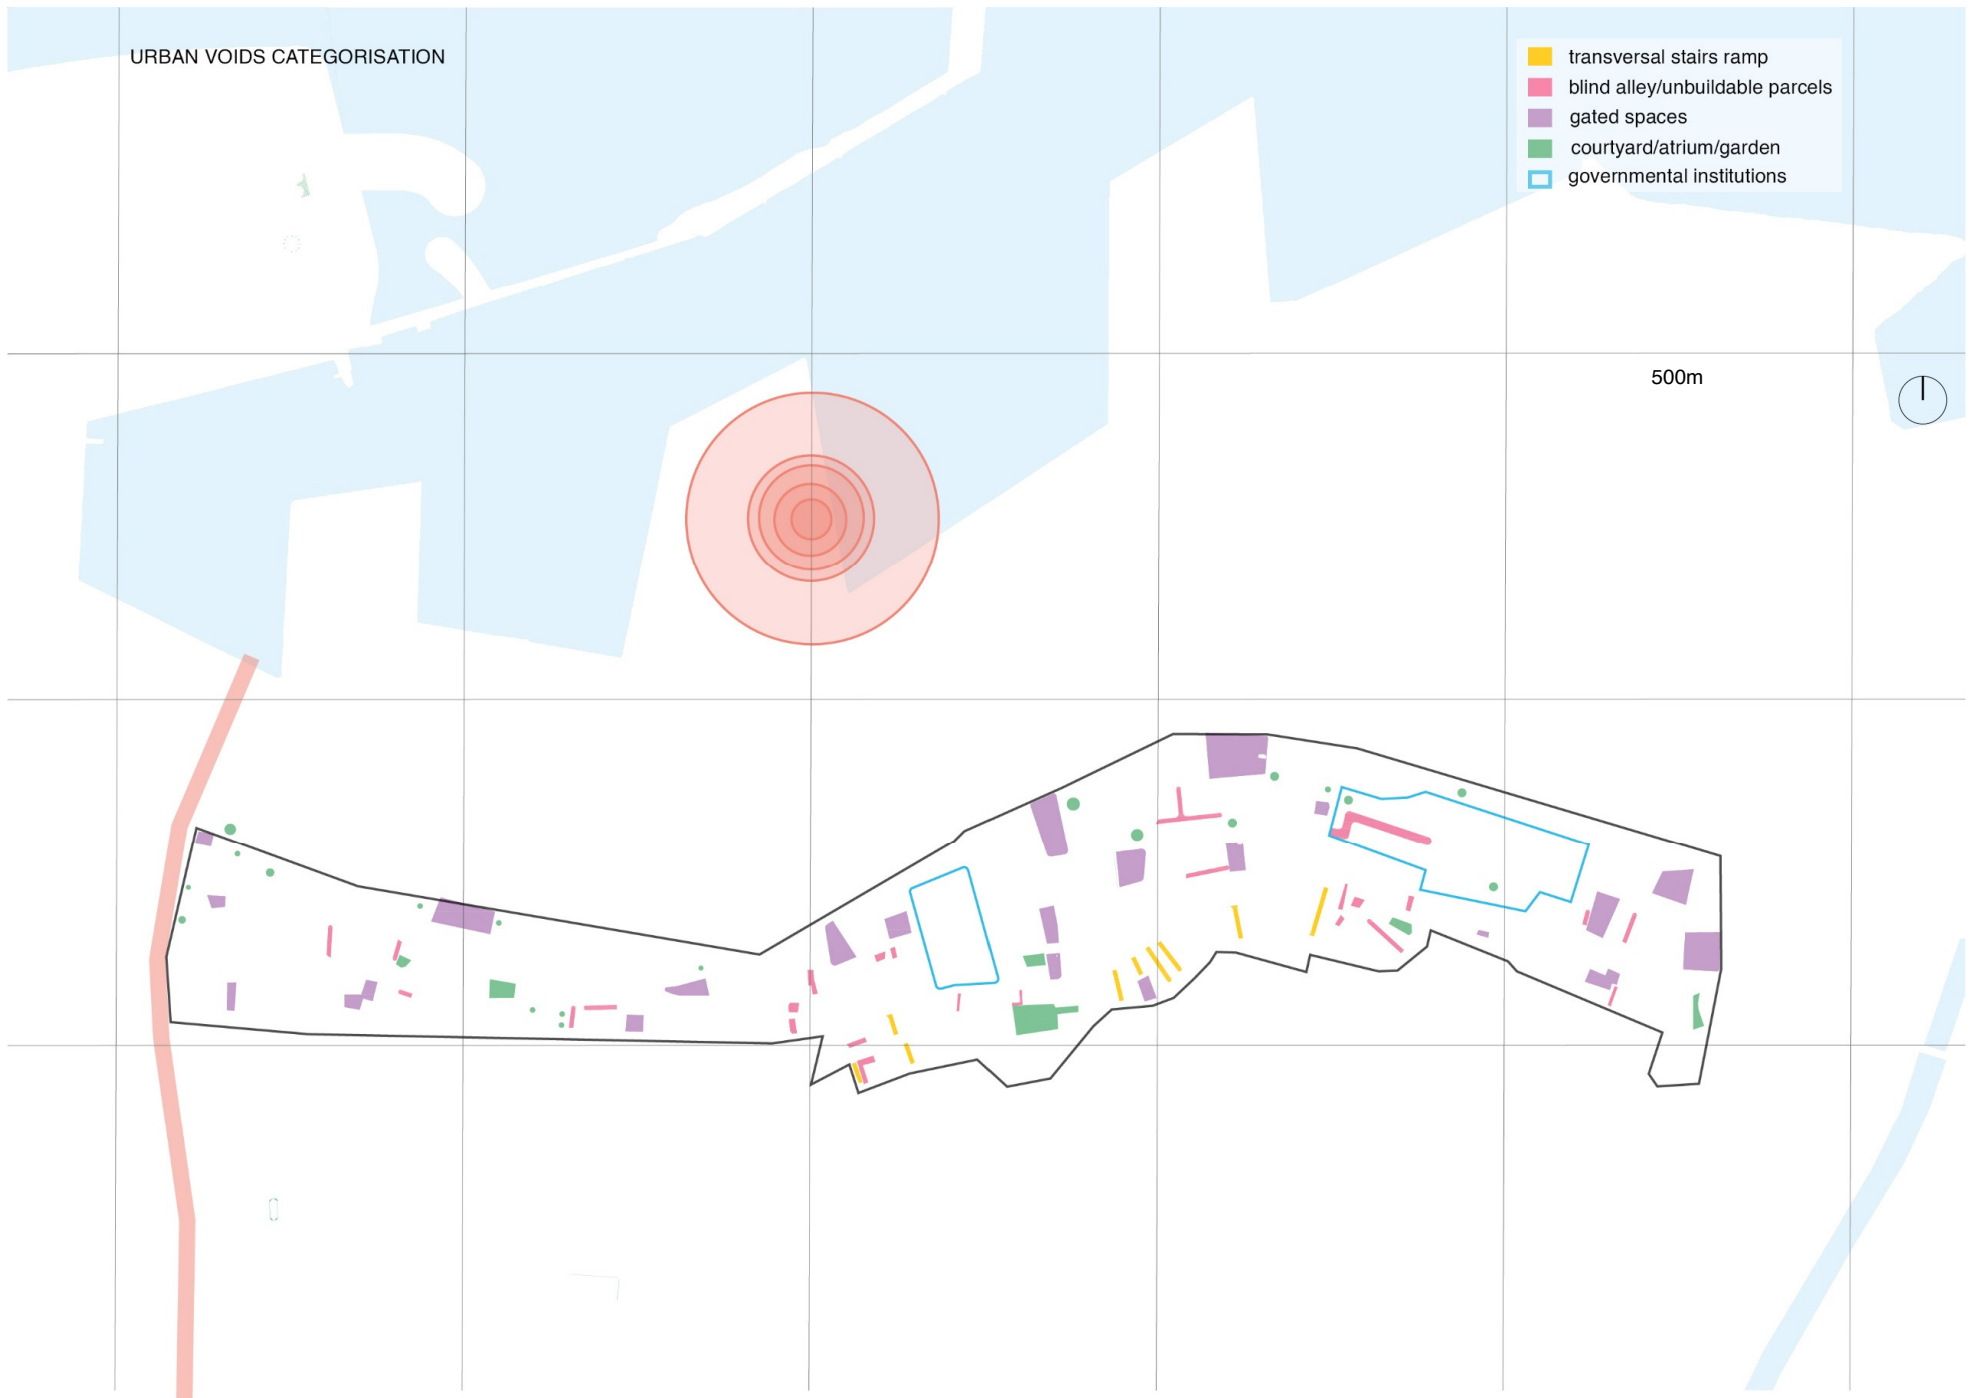 URBAN VOIDS CATEGORISATION
transversal stairs ramp
blind alley/unbuildable parcels
gated spaces
courtyard/atrium/garden
governmental institutions
500m